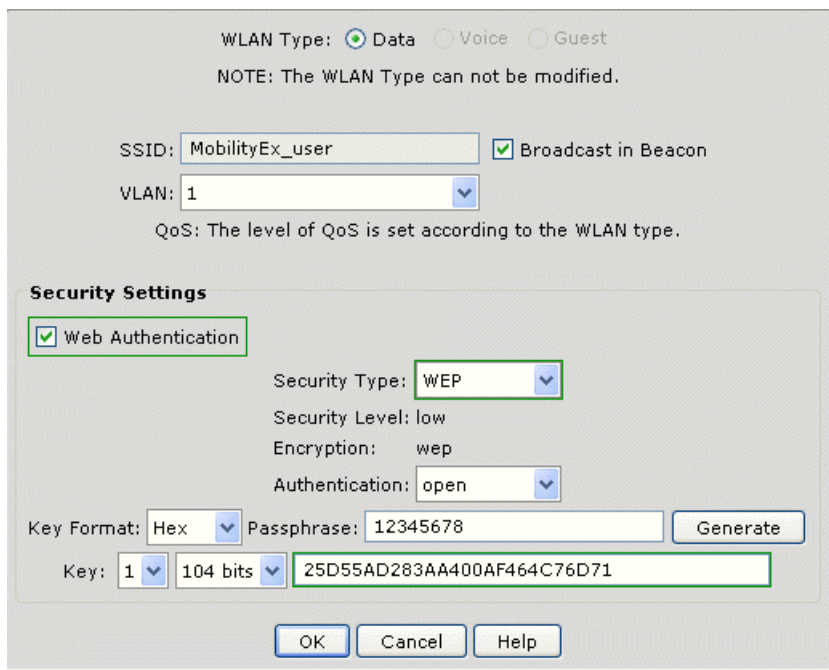 WLAN Type: Data Voice Guest
NOTE: The WLAN Type can not be modified.
SSID: MobilityEx_user Broadcast in Beacon
VLAN: 1
QoS: The level of QoS is set according to the WLAN type.
Security Settings
Web Authentication
Security Type: WEP
Security Level: low
Encryption: wep
Authentication: open
Key Format: Hex Passphrase: 12345678 Generate
Key: 1 104 bits 25D55AD283AA400AF464C76D71
OK Cancel Help